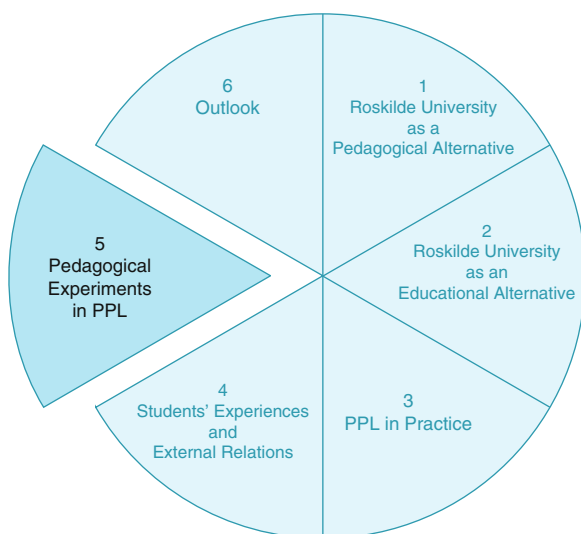 1
Roskilde University
as a
Pedagogical Alternative
2
Roskilde University
as an
Educational Alternative
3
PPL in Practice
4
Students’ Experiences
and
External Relations
5
Pedagogical
Experiments
in PPL
6
Outlook